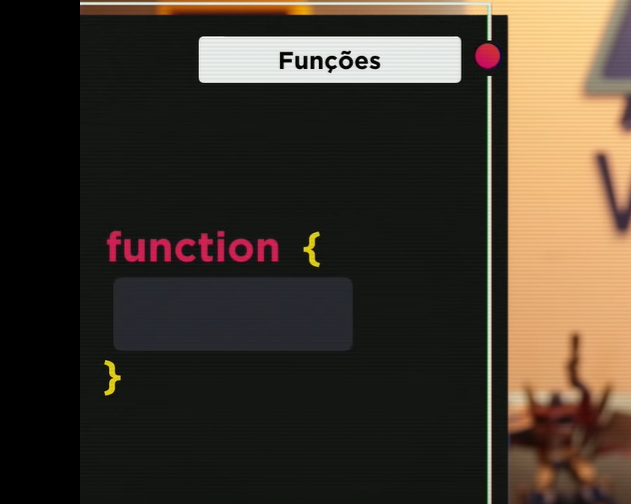 Funções
function {
}